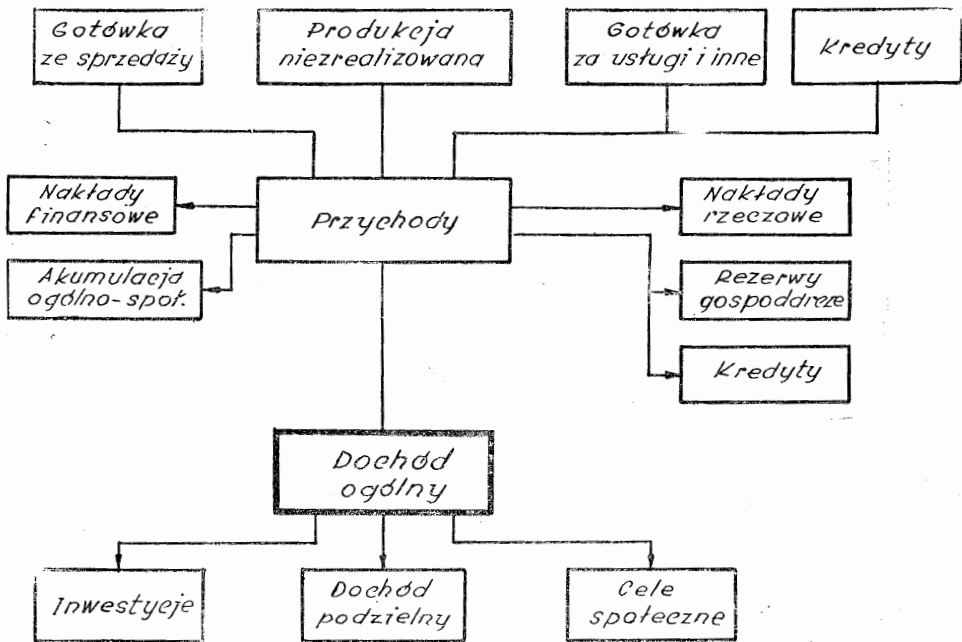 Gotówka
ze sprzedaży
Produkcja
niezrealizowana
Gotówka
za usługi i inne
Kredyty
Nakłady
finansowe
Przychody
Nakłady
rzeczowe
Akumulacja
ogólno-społ.
Rezerwy
gospoddrcze
Kredyty
Dochód
ogólny
Inwestycje
Dochód
podzielny
Cele
społeczne